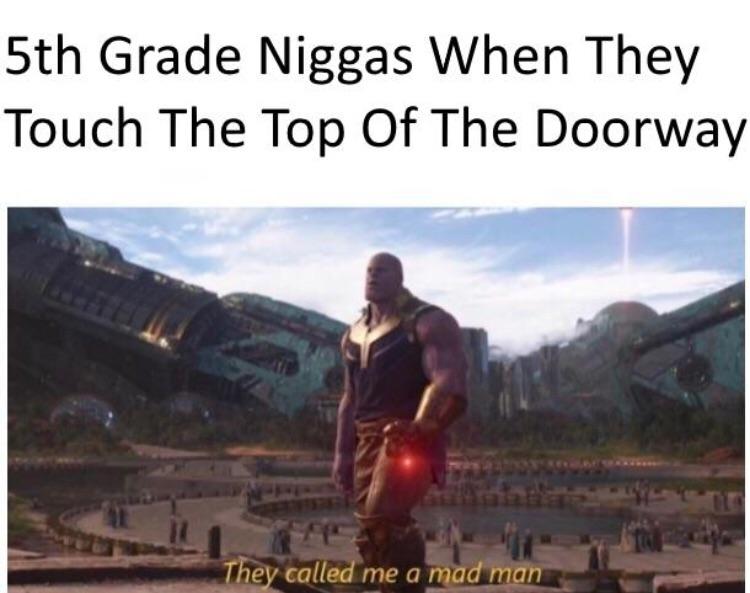 5th Grade Niggas When They
Touch The Top Of The Doorway
They called me a mad man